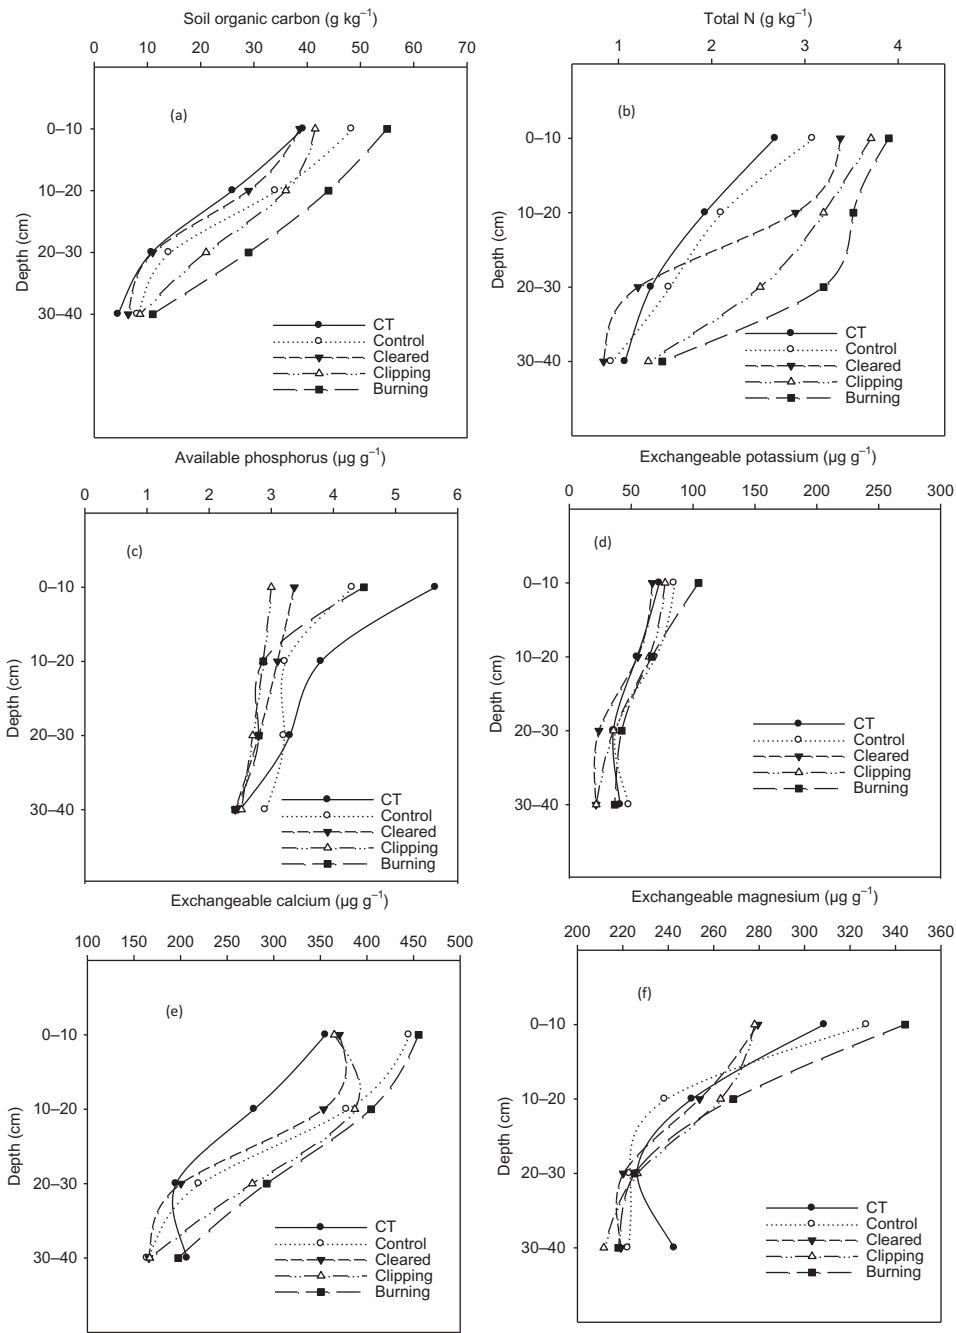 Soil organic carbon (g kg⁻¹)
0 10 20 30 40 50 60 70
(a)
0–10
10–20
20–30
30–40
Depth (cm)
CT
Control
Cleared
Clipping
Burning
Total N (g kg⁻¹)
1 2 3 4
(b)
0–10
10–20
20–30
30–40
Depth (cm)
CT
Control
Cleared
Clipping
Burning
Available phosphorus (µg g⁻¹)
0 1 2 3 4 5 6
(c)
0–10
10–20
20–30
30–40
Depth (cm)
CT
Control
Cleared
Clipping
Burning
Exchangeable potassium (µg g⁻¹)
0 50 100 150 200 250 300
(d)
0–10
10–20
20–30
30–40
Depth (cm)
CT
Control
Cleared
Clipping
Burning
Exchangeable calcium (µg g⁻¹)
100 150 200 250 300 350 400 450 500
(e)
0–10
10–20
20–30
30–40
Depth (cm)
CT
Control
Cleared
Clipping
Burning
Exchangeable magnesium (µg g⁻¹)
200 220 240 260 280 300 320 340 360
(f)
0–10
10–20
20–30
30–40
Depth (cm)
CT
Control
Cleared
Clipping
Burning